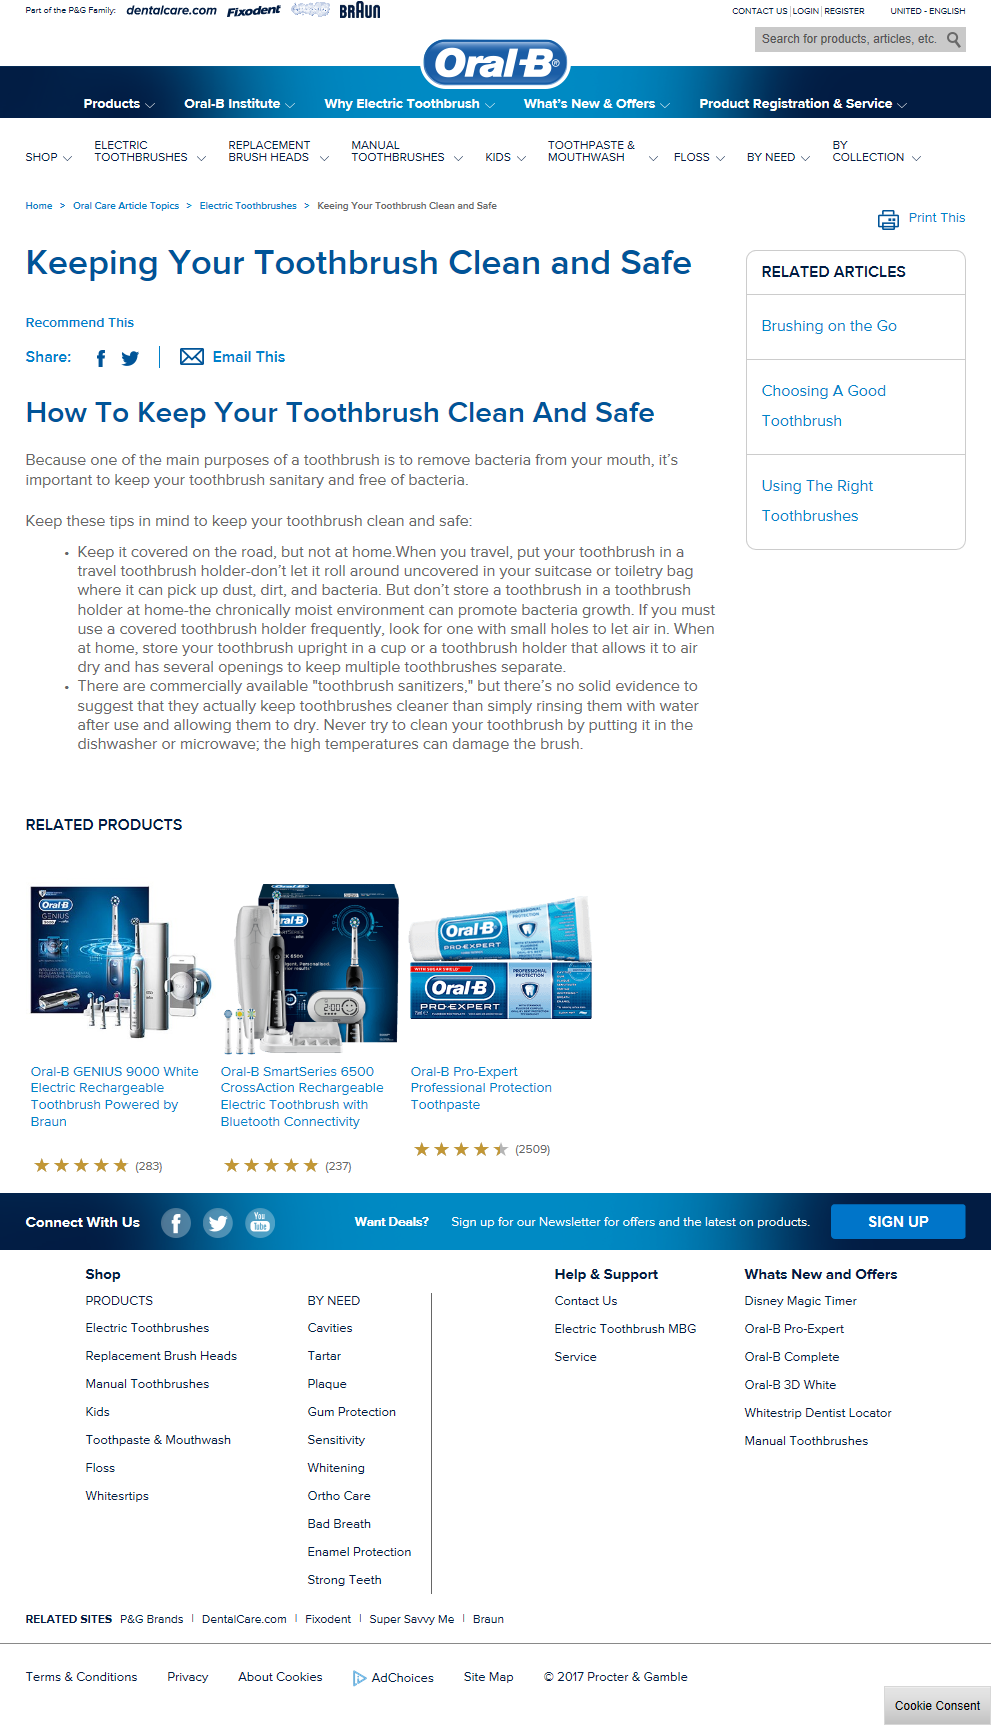 Part of the P&G Family: dentalcare.com Fixodent BRAUN
CONTACT US LOGIN REGISTER UNITED - ENGLISH
Search for products, articles, etc.
Oral-B®
Products Oral-B Institute Why Electric Toothbrush What's New & Offers Product Registration & Service
SHOP ELECTRIC TOOTHBRUSHES REPLACEMENT BRUSH HEADS MANUAL TOOTHBRUSHES KIDS TOOTHPASTE & MOUTHWASH FLOSS BY NEED BY COLLECTION
Home > Oral Care Article Topics > Electric Toothbrushes > Keeing Your Toothbrush Clean and Safe
Print This
Keeping Your Toothbrush Clean and Safe
Recommend This
Share: Email This
How To Keep Your Toothbrush Clean And Safe
Because one of the main purposes of a toothbrush is to remove bacteria from your mouth, it's
important to keep your toothbrush sanitary and free of bacteria.
Keep these tips in mind to keep your toothbrush clean and safe:
• Keep it covered on the road, but not at home.When you travel, put your toothbrush in a
travel toothbrush holder-don't let it roll around uncovered in your suitcase or toiletry bag
where it can pick up dust, dirt, and bacteria. But don't store a toothbrush in a toothbrush
holder at home-the chronically moist environment can promote bacteria growth. If you must
use a covered toothbrush holder frequently, look for one with small holes to let air in. When
at home, store your toothbrush upright in a cup or a toothbrush holder that allows it to air
dry and has several openings to keep multiple toothbrushes separate.
• There are commercially available "toothbrush sanitizers," but there's no solid evidence to
suggest that they actually keep toothbrushes cleaner than simply rinsing them with water
after use and allowing them to dry. Never try to clean your toothbrush by putting it in the
dishwasher or microwave; the high temperatures can damage the brush.
RELATED ARTICLES
Brushing on the Go
Choosing A Good
Toothbrush
Using The Right
Toothbrushes
RELATED PRODUCTS
Oral-B
GENIUS
Oral-B
6500
2:00
Oral-B
PRO-EXPERT
PROFESSIONAL
PROTECTION
WITH SUGAR SHIELD
Oral-B
PRO-EXPERT
PROFESSIONAL
PROTECTION
Oral-B GENIUS 9000 White
Electric Rechargeable
Toothbrush Powered by
Braun
(283)
Oral-B SmartSeries 6500
CrossAction Rechargeable
Electric Toothbrush with
Bluetooth Connectivity
(237)
Oral-B Pro-Expert
Professional Protection
Toothpaste
(2509)
Connect With Us You Tube Want Deals? Sign up for our Newsletter for offers and the latest on products. SIGN UP
Shop
PRODUCTS
Electric Toothbrushes
Replacement Brush Heads
Manual Toothbrushes
Kids
Toothpaste & Mouthwash
Floss
Whitesrtips
BY NEED
Cavities
Tartar
Plaque
Gum Protection
Sensitivity
Whitening
Ortho Care
Bad Breath
Enamel Protection
Strong Teeth
Help & Support
Contact Us
Electric Toothbrush MBG
Service
Whats New and Offers
Disney Magic Timer
Oral-B Pro-Expert
Oral-B Complete
Oral-B 3D White
Whitestrip Dentist Locator
Manual Toothbrushes
RELATED SITES P&G Brands | DentalCare.com | Fixodent | Super Savvy Me | Braun
Terms & Conditions Privacy About Cookies AdChoices Site Map © 2017 Procter & Gamble
Cookie Consent